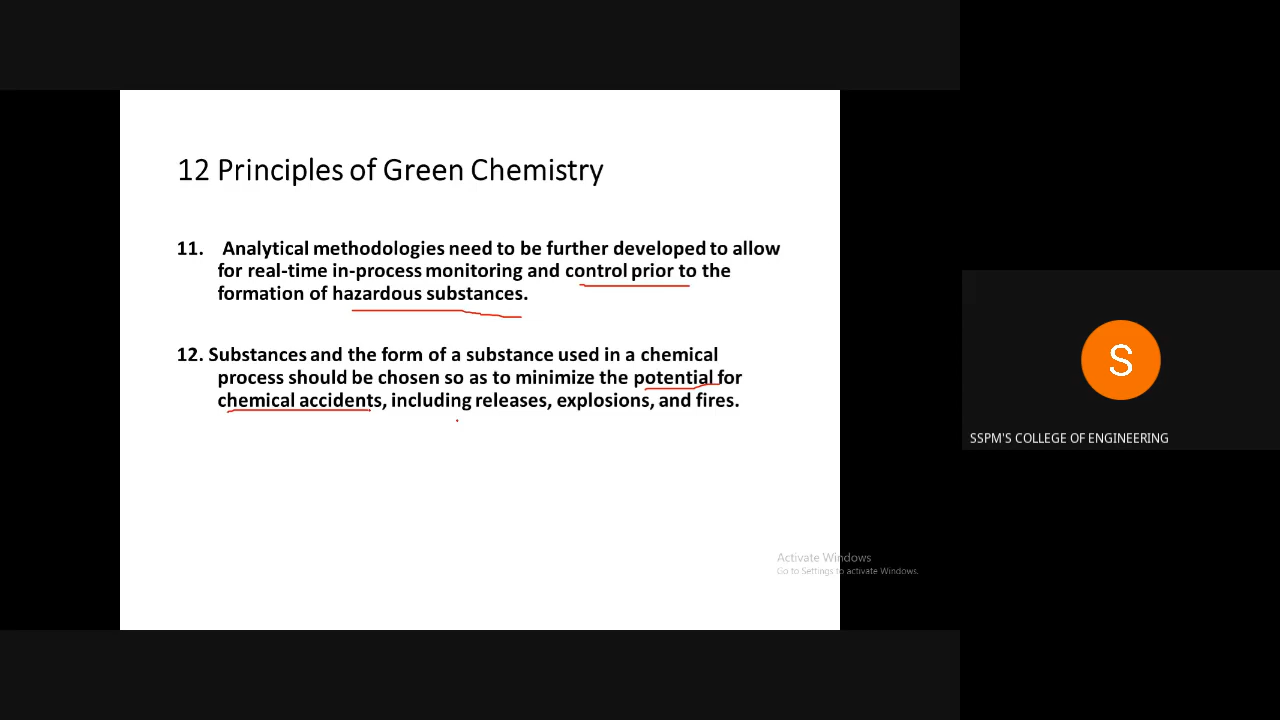 12 Principles of Green Chemistry
11. Analytical methodologies need to be further developed to allow
for real-time in-process monitoring and control prior to the
formation of hazardous substances.
12. Substances and the form of a substance used in a chemical
process should be chosen so as to minimize the potential for
chemical accidents, including releases, explosions, and fires.
S
SSPM'S COLLEGE OF ENGINEERING
Activate Windows
Go to Settings to activate Windows.